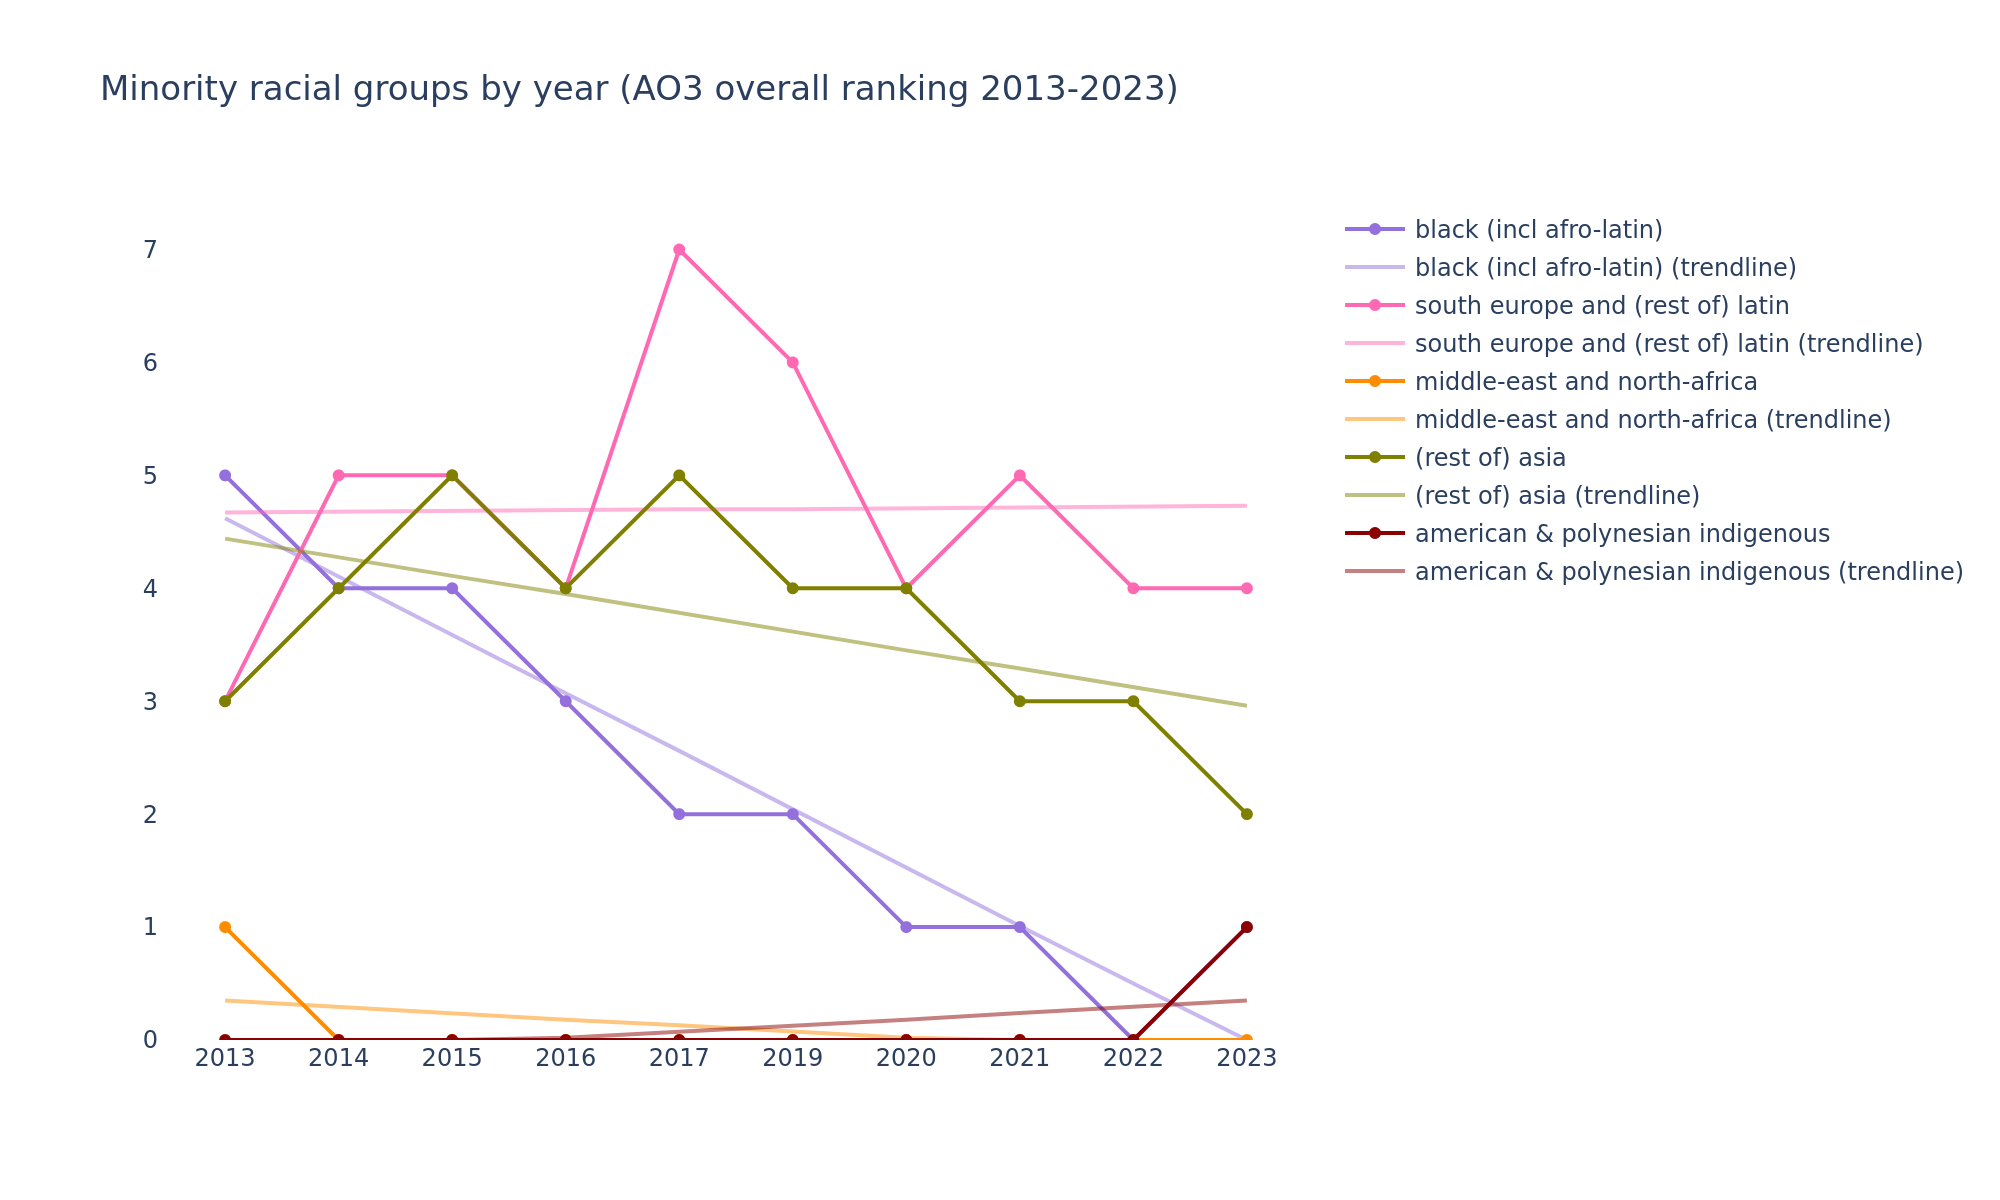 Minority racial groups by year (AO3 overall ranking 2013-2023)
7
6
5
4
3
2
1
0
2013 2014 2015 2016 2017 2019 2020 2021 2022 2023
black (incl afro-latin)
black (incl afro-latin) (trendline)
south europe and (rest of) latin
south europe and (rest of) latin (trendline)
middle-east and north-africa
middle-east and north-africa (trendline)
(rest of) asia
(rest of) asia (trendline)
american & polynesian indigenous
american & polynesian indigenous (trendline)